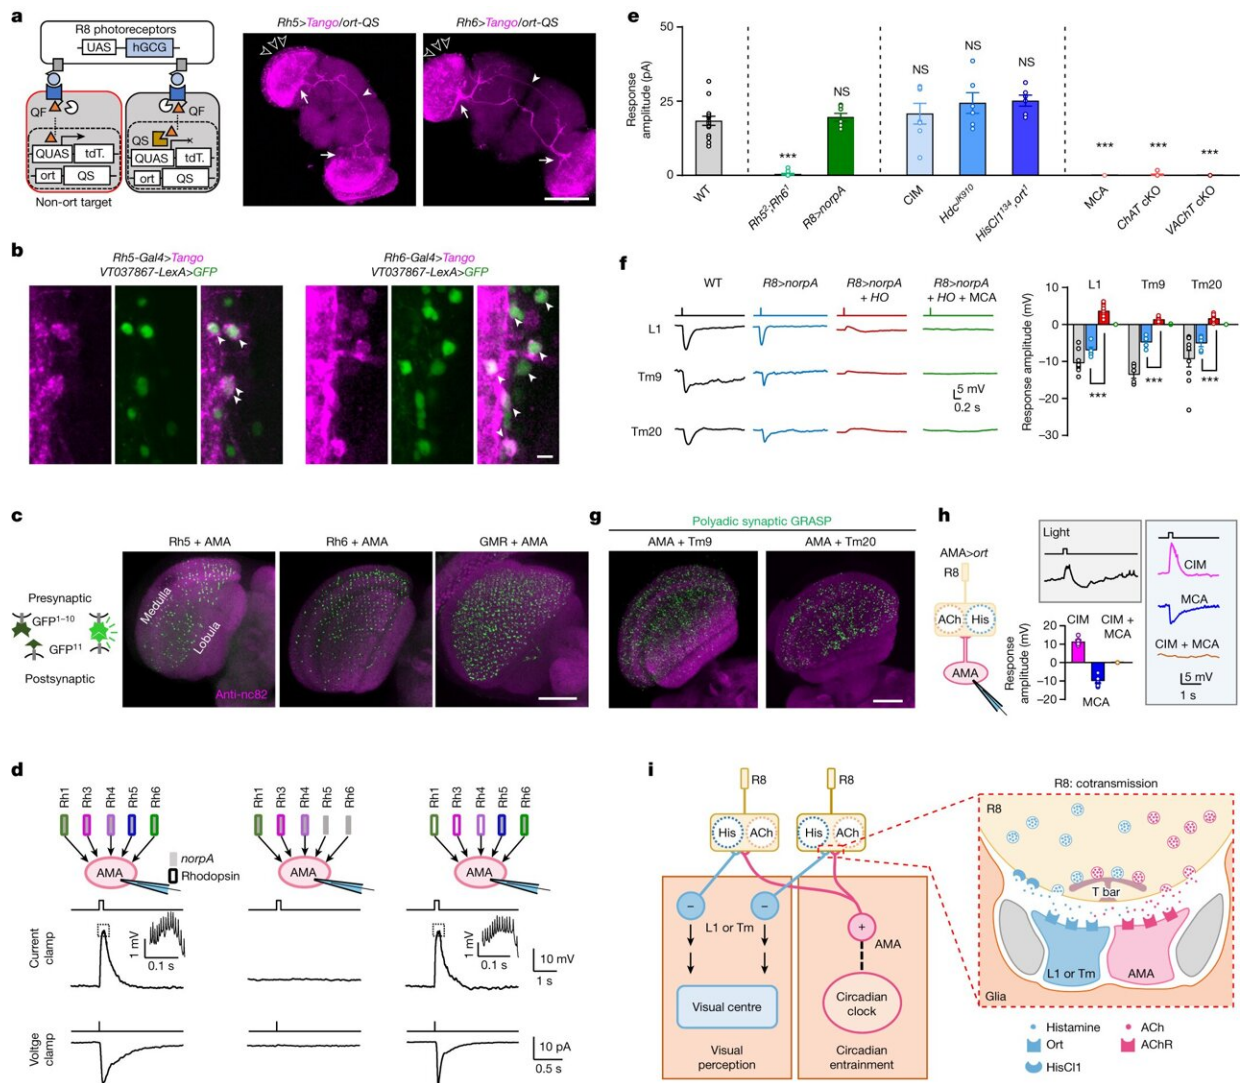 a
R8 photoreceptors
UAS
hGCG
QF
QF
QS
QUAS tdT.
ort QS
QUAS tdT.
ort QS
Non-ort target
Rh5>Tango/ort-QS
Rh6>Tango/ort-QS
b
Rh5-Gal4>Tango
VT037867-LexA>GFP
Rh6-Gal4>Tango
VT037867-LexA>GFP
c
Presynaptic
GFP1–10
GFP11
Postsynaptic
Rh5 + AMA
Rh6 + AMA
GMR + AMA
Medulla
Lobula
Anti-nc82
d
Rh1 Rh3 Rh4 Rh5 Rh6
Rh1 Rh3 Rh4 Rh5 Rh6
Rh1 Rh3 Rh4 Rh5 Rh6
AMA
AMA
AMA
norpA
Rhodopsin
Current
clamp
1 mV
0.1 s
1 mV
0.1 s
10 mV
1 s
Voltge
clamp
10 pA
0.5 s
e
Response
amplitude (pA)
50
25
0
***
NS
NS
NS
NS
***
***
***
WT
Rh5²;Rh6¹
R8>norpA
CIM
HdcJK910
HisCl1134,ort1
MCA
ChAT cKO
VAChT cKO
f
WT
R8>norpA
R8>norpA
+ HO
R8>norpA
+ HO + MCA
L1
Tm9
Tm20
5 mV
0.2 s
Response amplitude (mV)
10
0
−10
−20
−30
L1
Tm9
Tm20
***
***
***
g
Polyadic synaptic GRASP
AMA + Tm9
AMA + Tm20
h
AMA>ort
R8
ACh
His
AMA
Light
CIM
CIM +
MCA
Response
amplitude (mV)
20
10
0
−10
−20
MCA
CIM
MCA
CIM + MCA
5 mV
1 s
i
R8
R8
His
ACh
His
ACh
−
−
L1 or Tm
+
AMA
Visual centre
Circadian
clock
Visual
perception
Circadian
entrainment
R8: cotransmission
R8
T bar
L1 or Tm
AMA
Glia
Histamine
Ort
HisCl1
ACh
AChR